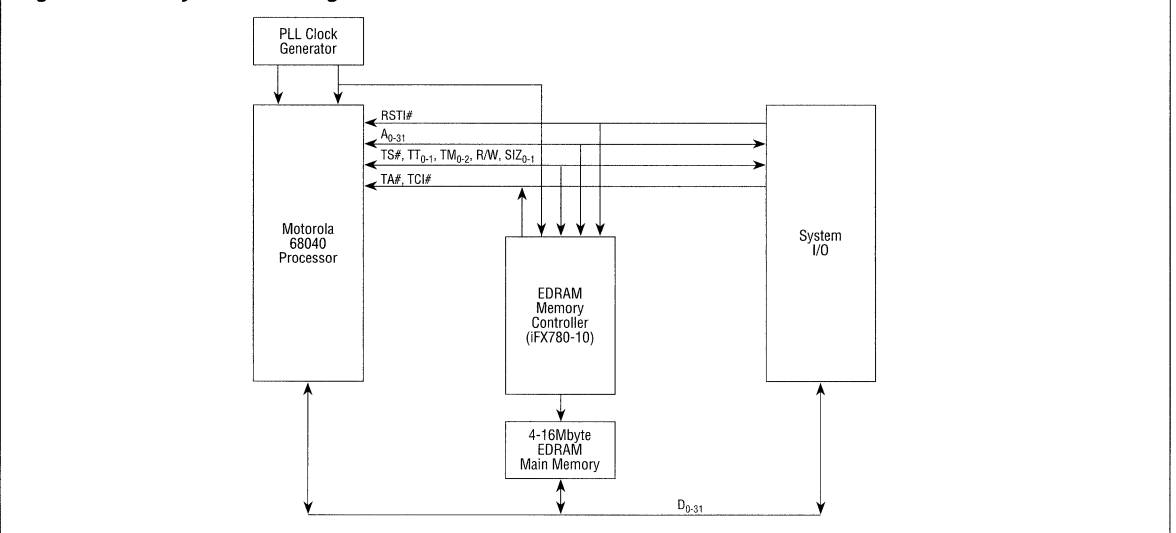 PLL Clock
Generator
RSTI#
A0-31
TS#, TT0-1, TM0-2, R/W, SIZ0-1
TA#, TCI#
Motorola
68040
Processor
System
I/O
EDRAM
Memory
Controller
(iFX780-10)
4-16Mbyte
EDRAM
Main Memory
D0-31